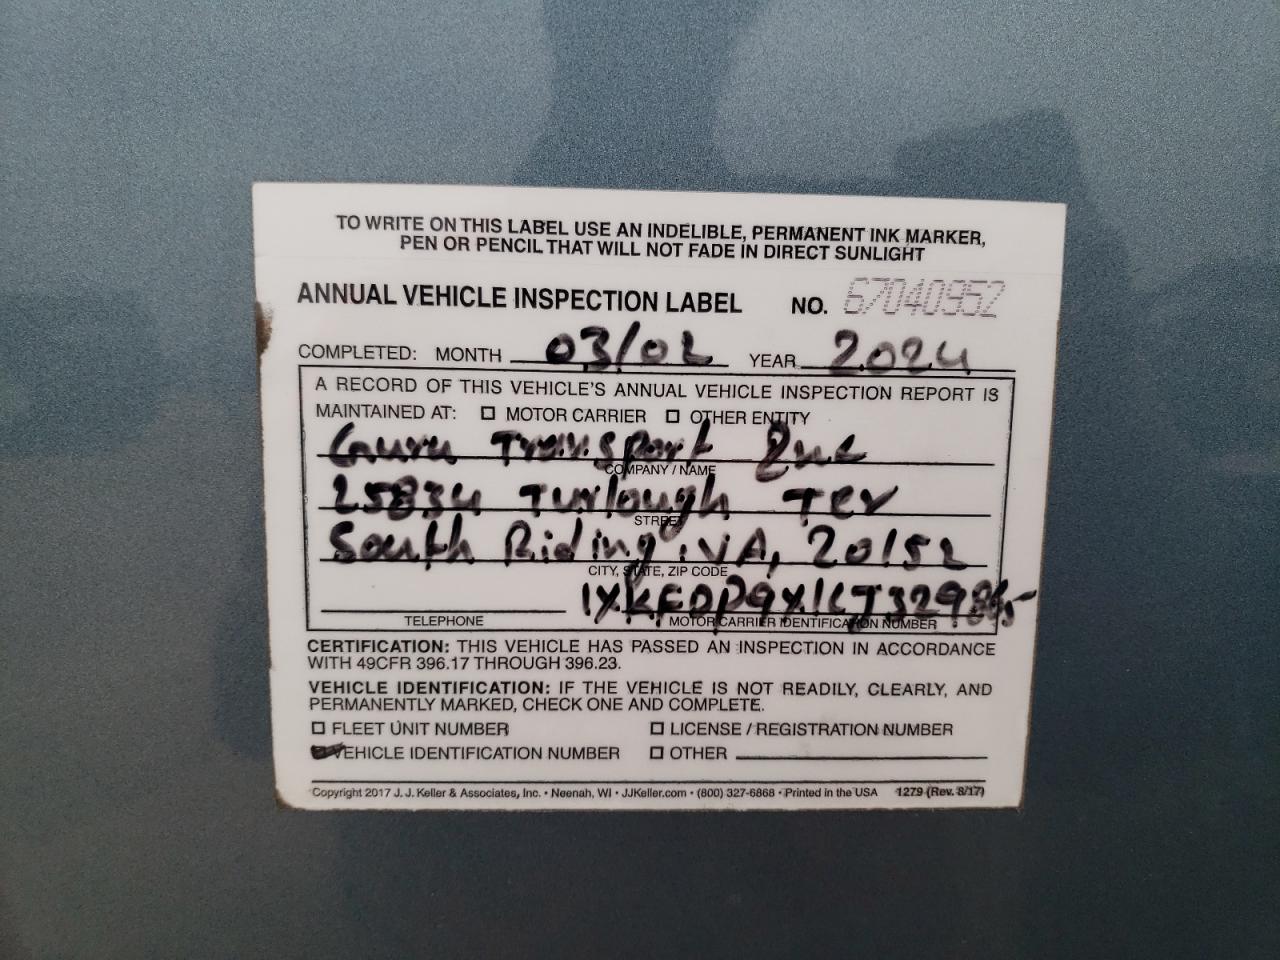 TO WRITE ON THIS LABEL USE AN INDELIBLE, PERMANENT INK MARKER,
PEN OR PENCIL THAT WILL NOT FADE IN DIRECT SUNLIGHT
ANNUAL VEHICLE INSPECTION LABEL NO. 67040952
COMPLETED: MONTH 03/02 YEAR 2024
A RECORD OF THIS VEHICLE'S ANNUAL VEHICLE INSPECTION REPORT IS
MAINTAINED AT: ☐ MOTOR CARRIER ☐ OTHER ENTITY
Guru Transport Inc
COMPANY / NAME
25834 Turlough Ter
STREET
South Riding, VA, 20152
CITY, STATE, ZIP CODE
TELEPHONE MOTOR CARRIER IDENTIFICATION NUMBER
CERTIFICATION: THIS VEHICLE HAS PASSED AN INSPECTION IN ACCORDANCE
WITH 49CFR 396.17 THROUGH 396.23.
VEHICLE IDENTIFICATION: IF THE VEHICLE IS NOT READILY, CLEARLY, AND
PERMANENTLY MARKED, CHECK ONE AND COMPLETE.
☐ FLEET UNIT NUMBER ☐ LICENSE / REGISTRATION NUMBER
VEHICLE IDENTIFICATION NUMBER ☐ OTHER
Copyright 2017 J. J. Keller & Associates, Inc. • Neenah, WI • JJKeller.com • (800) 327-6868 • Printed in the USA 1279 (Rev. 8/17)